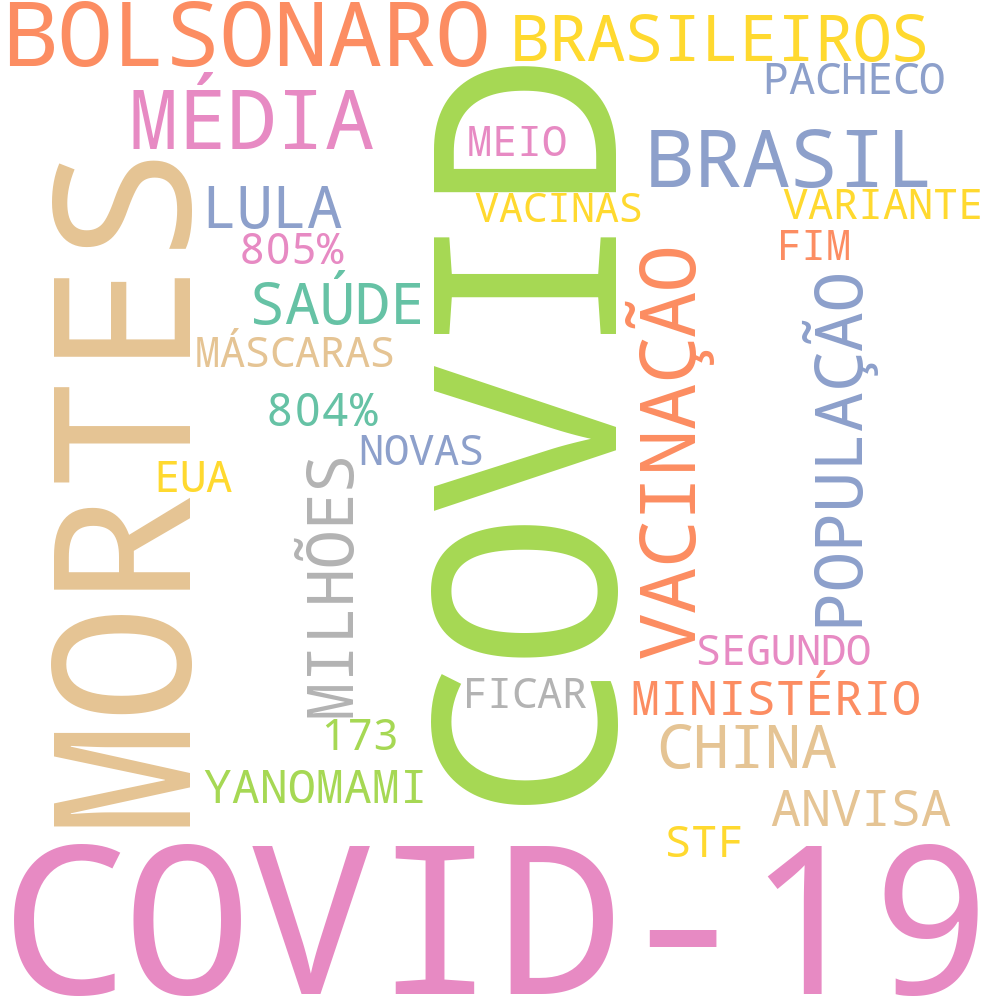 BOLSONARO
BRASILEIROS
PACHECO
MÉDIA
MEIO
BRASIL
LULA
VACINAS
VARIANTE
805%
FIM
SAÚDE
MÁSCARAS
804%
NOVAS
EUA
MORTES
MILHÕES
COVID
VACINAÇÃO
POPULAÇÃO
SEGUNDO
FICAR
MINISTÉRIO
173
CHINA
YANOMAMI
ANVISA
STF
COVID-19